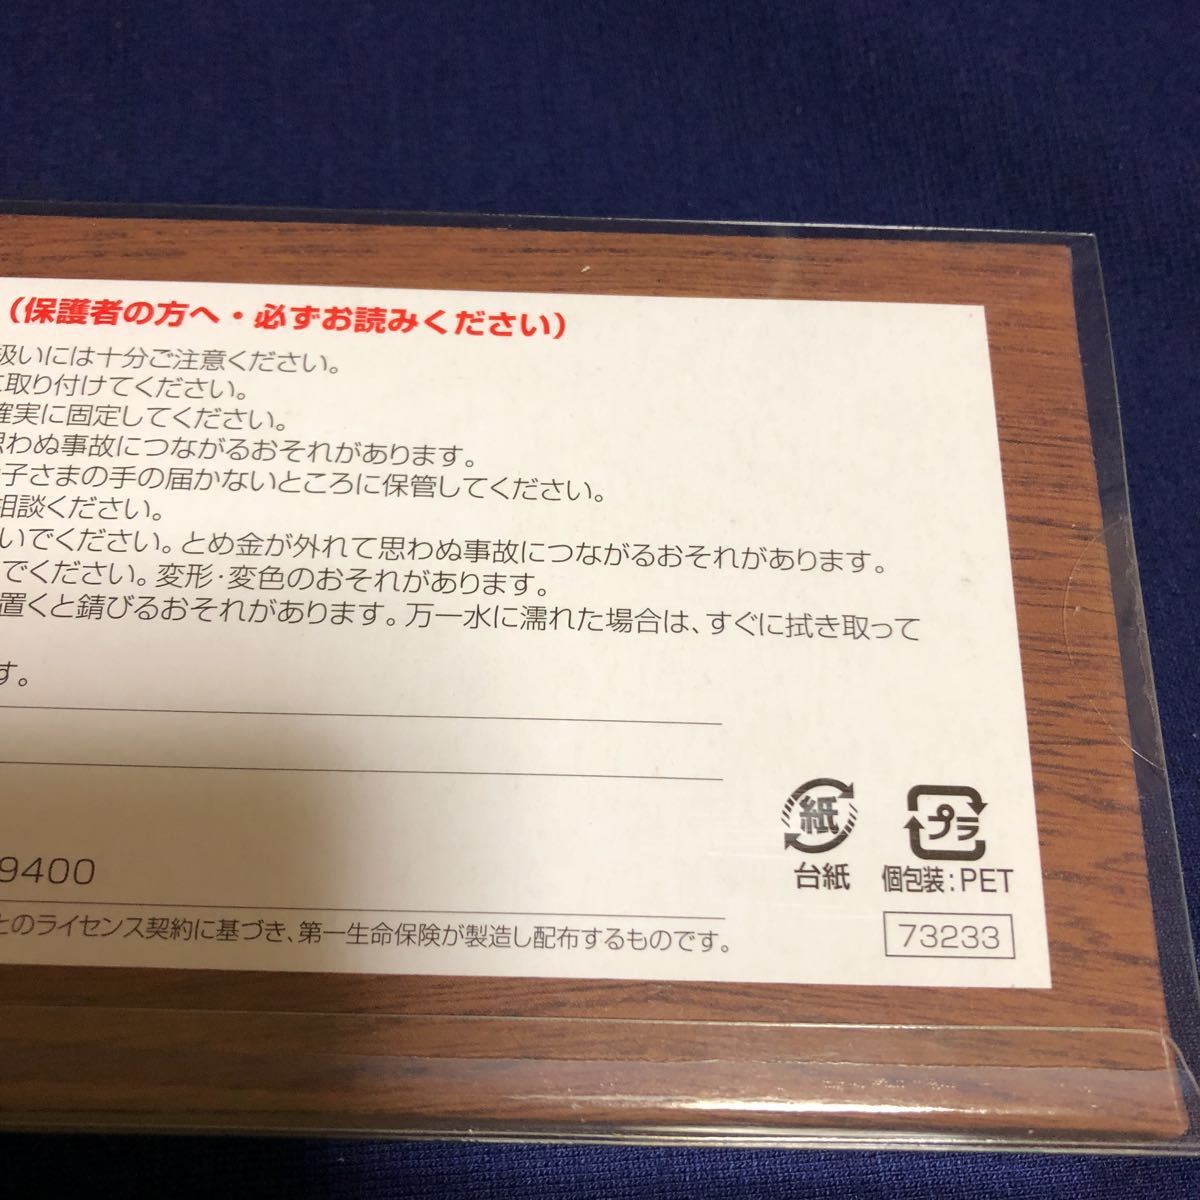 （保護者の方へ・必ずお読みください）
扱いには十分ご注意ください。
に取り付けてください。
確実に固定してください。
思わぬ事故につながるおそれがあります。
子さまの手の届かないところに保管してください。
相談ください。
いでください。とめ金が外れて思わぬ事故につながるおそれがあります。
でください。変形・変色のおそれがあります。
置くと錆びるおそれがあります。万一水に濡れた場合は、すぐに拭き取って
す。
紙
プラ
台紙
個包装：PET
9400
とのライセンス契約に基づき、第一生命保険が製造し配布するものです。
73233